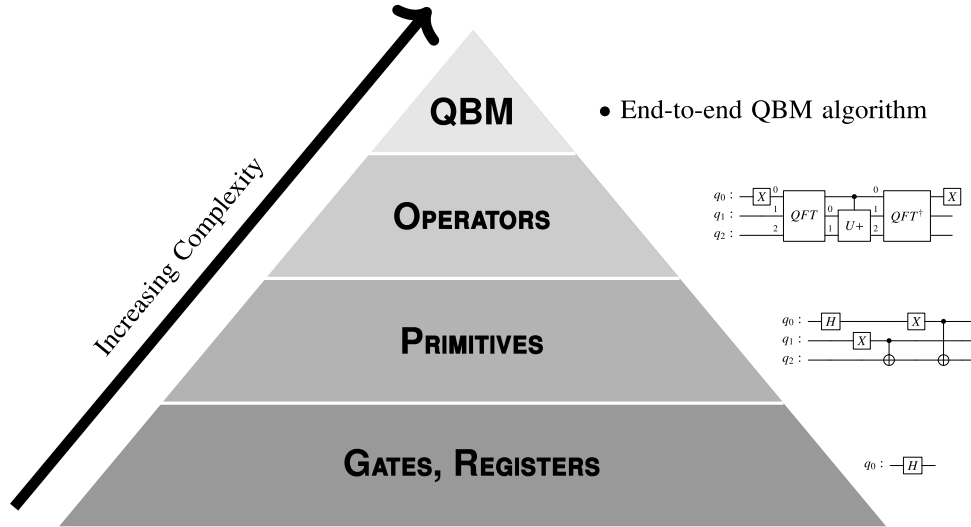 QBM
• End-to-end QBM algorithm
Increasing Complexity
OPERATORS
q₀ : X 0 0 X
q₁ : 1 QFT 0 1 QFT†
q₂ : 2 1 U+ 2
PRIMITIVES
q₀ : H X
q₁ : X
q₂ :
GATES, REGISTERS
q₀ : H